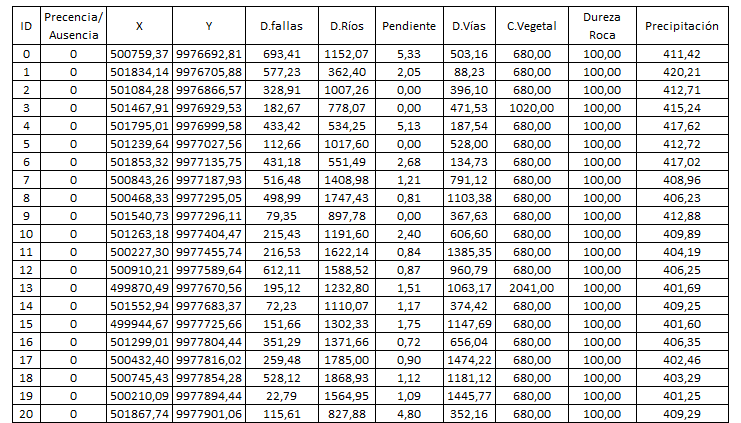 ID Precencia/ Ausencia X Y D.fallas D.Ríos Pendiente D.Vías C.Vegetal Dureza Roca Precipitación
0 0 500759,37 9976692,81 693,41 1152,07 5,33 503,16 680,00 100,00 411,42
1 0 501834,14 9976705,88 577,23 362,40 2,05 88,23 680,00 100,00 420,21
2 0 501084,28 9976866,57 328,91 1007,26 0,00 396,10 680,00 100,00 412,71
3 0 501467,91 9976929,53 182,67 778,07 0,00 471,53 1020,00 100,00 415,24
4 0 501795,01 9976999,58 433,42 534,25 5,13 187,54 680,00 100,00 417,62
5 0 501239,64 9977027,56 112,66 1017,60 0,00 528,00 680,00 100,00 412,72
6 0 501853,32 9977135,75 431,18 551,49 2,68 134,73 680,00 100,00 417,02
7 0 500843,26 9977187,93 516,48 1408,98 1,21 791,12 680,00 100,00 408,96
8 0 500468,33 9977295,05 498,99 1747,43 0,81 1103,38 680,00 100,00 406,23
9 0 501540,73 9977296,11 79,35 897,78 0,00 367,63 680,00 100,00 412,88
10 0 501263,18 9977404,47 215,43 1191,60 2,40 606,60 680,00 100,00 409,89
11 0 500227,30 9977455,74 216,53 1622,14 0,84 1385,35 680,00 100,00 404,19
12 0 500910,21 9977589,64 612,11 1588,52 0,87 960,79 680,00 100,00 406,25
13 0 499870,49 9977670,56 195,12 1232,80 1,51 1063,17 2041,00 100,00 401,69
14 0 501552,94 9977683,37 72,23 1110,07 1,17 374,42 680,00 100,00 409,25
15 0 499944,67 9977725,66 151,66 1302,33 1,75 1147,69 680,00 100,00 401,60
16 0 501299,01 9977804,44 351,29 1371,66 0,72 656,04 680,00 100,00 406,35
17 0 500432,40 9977816,02 259,48 1785,00 0,90 1474,22 680,00 100,00 402,46
18 0 500745,43 9977854,28 528,12 1868,93 1,12 1181,12 680,00 100,00 403,29
19 0 500210,09 9977894,44 22,79 1564,95 1,09 1445,77 680,00 100,00 401,25
20 0 501867,74 9977901,06 115,61 827,88 4,80 352,16 680,00 100,00 409,29